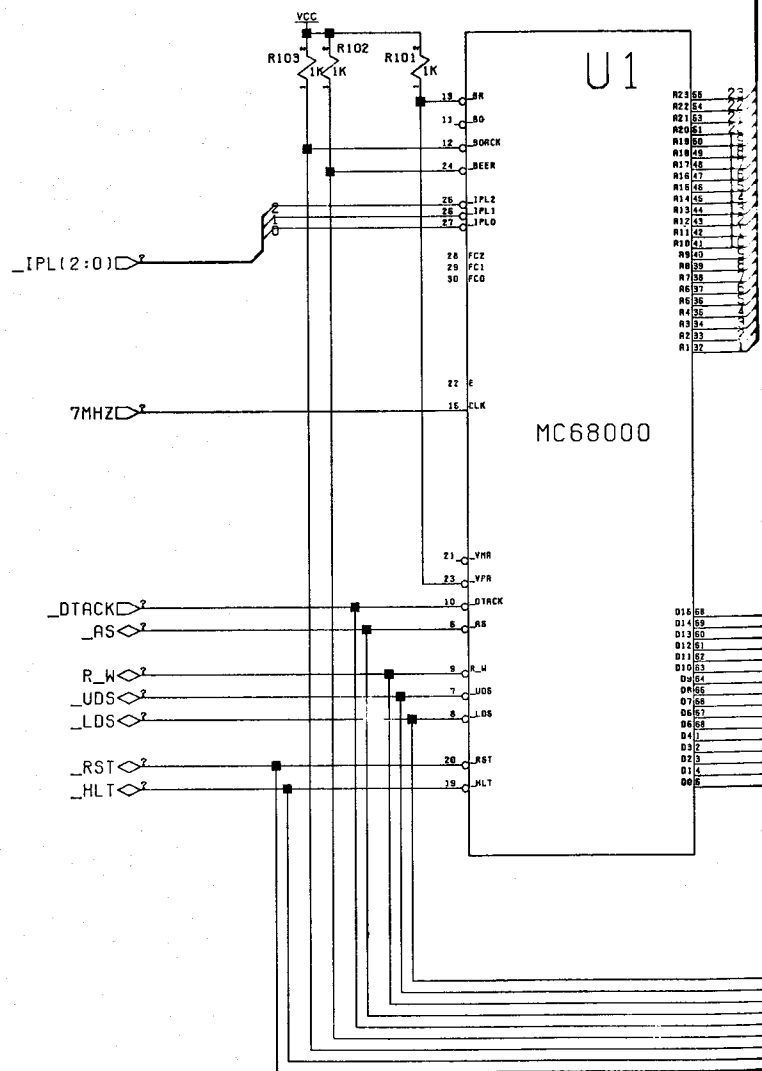 VCC
R103
1K
R102
1K
R101
1K
U1
13 _BR
11 _BG
12 _BGACK
24 _BEER
25 _IPL2
26 _IPL1
27 _IPL0
2
1
0
_IPL(2:0)
28 FC2
29 FC1
30 FC0
22 E
7MHZ
15 CLK
MC68000
21 _VMA
23 _VPA
_DTACK
10 _DTACK
_AS
6 _AS
R_W
9 R_W
_UDS
7 _UDS
_LDS
8 _LDS
_RST
20 _RST
_HLT
19 _HLT
A23 55
A22 54
A21 53
A20 51
A19 50
A18 49
A17 48
A16 47
A15 46
A14 45
A13 44
A12 43
A11 42
A10 41
A9 40
A8 39
A7 38
A6 37
A5 36
A4 35
A3 34
A2 33
A1 32
D15 58
D14 59
D13 60
D12 61
D11 62
D10 63
D9 64
D8 65
D7 66
D6 67
D5 68
D4 1
D3 2
D2 3
D1 4
D0 5